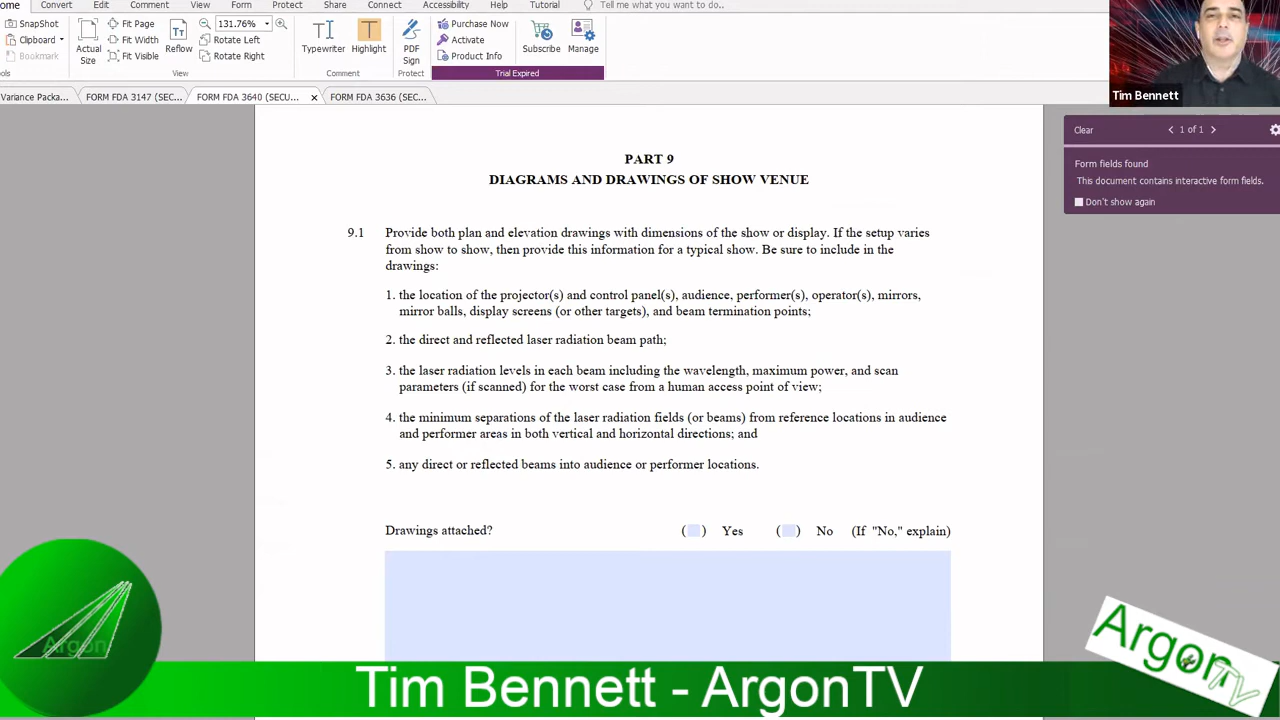 ome Convert Edit Comment View Form Protect Share Connect Accessibility Help Tutorial Tell me what you want to do...
SnapShot
Clipboard
Bookmark
ols
Actual
Size
Fit Page
Fit Width
Fit Visible
Reflow
131.76%
Rotate Left
Rotate Right
View
Typewriter
Highlight
Comment
PDF
Sign
Protect
Purchase Now
Activate
Product Info
Subscribe
Manage
Trial Expired
Variance Packa...
FORM FDA 3147 (SEC...
FORM FDA 3640 (SECU...
FORM FDA 3636 (SEC...
Tim Bennett
Clear
1 of 1
Form fields found
This document contains interactive form fields.
Don't show again
PART 9
DIAGRAMS AND DRAWINGS OF SHOW VENUE
9.1 Provide both plan and elevation drawings with dimensions of the show or display. If the setup varies
from show to show, then provide this information for a typical show. Be sure to include in the
drawings:
1. the location of the projector(s) and control panel(s), audience, performer(s), operator(s), mirrors,
mirror balls, display screens (or other targets), and beam termination points;
2. the direct and reflected laser radiation beam path;
3. the laser radiation levels in each beam including the wavelength, maximum power, and scan
parameters (if scanned) for the worst case from a human access point of view;
4. the minimum separations of the laser radiation fields (or beams) from reference locations in audience
and performer areas in both vertical and horizontal directions; and
5. any direct or reflected beams into audience or performer locations.
Drawings attached? ( ) Yes ( ) No (If "No," explain)
Argon
Tim Bennett - ArgonTV
ArgonTV